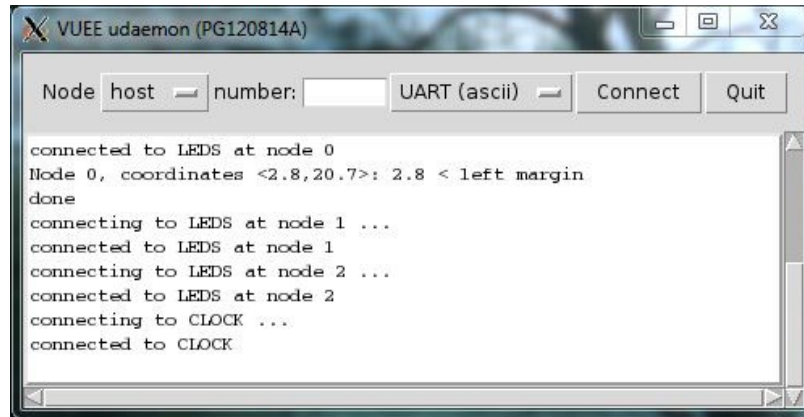 VUEE udaemon (PG120814A)
Node host number: UART (ascii) Connect Quit
connected to LEDS at node 0
Node 0, coordinates <2.8,20.7>: 2.8 < left margin
done
connecting to LEDS at node 1 ...
connected to LEDS at node 1
connecting to LEDS at node 2 ...
connected to LEDS at node 2
connecting to CLOCK ...
connected to CLOCK